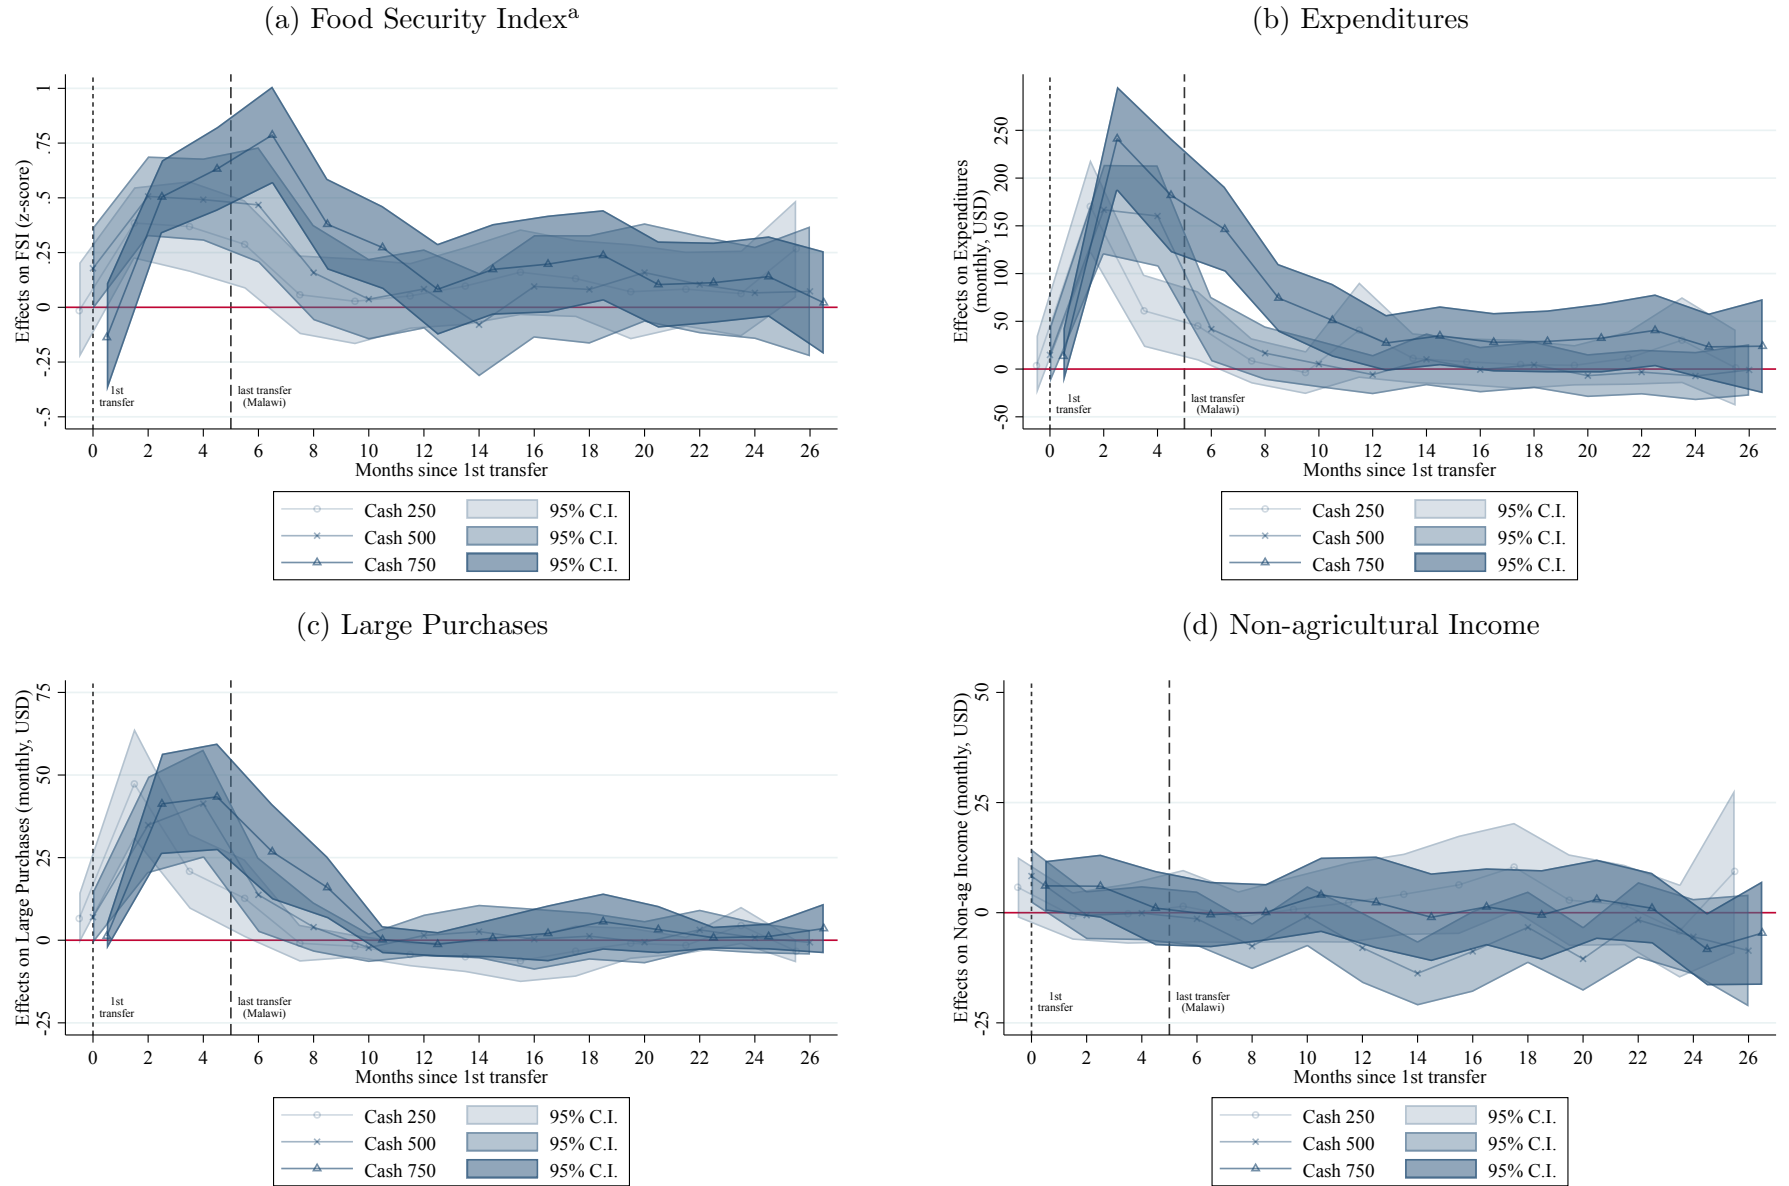 (a) Food Security Indexᵃ
Effects on FSI (z-score)
1
.75
.5
.25
0
-.25
-.5
1st
transfer
last transfer
(Malawi)
0 2 4 6 8 10 12 14 16 18 20 22 24 26
Months since 1st transfer
Cash 250 95% C.I.
Cash 500 95% C.I.
Cash 750 95% C.I.
(b) Expenditures
Effects on Expenditures
(monthly, USD)
250
200
150
100
50
0
-50
1st
transfer
last transfer
(Malawi)
0 2 4 6 8 10 12 14 16 18 20 22 24 26
Months since 1st transfer
Cash 250 95% C.I.
Cash 500 95% C.I.
Cash 750 95% C.I.
(c) Large Purchases
Effects on Large Purchases (monthly, USD)
75
50
25
0
-25
1st
transfer
last transfer
(Malawi)
0 2 4 6 8 10 12 14 16 18 20 22 24 26
Months since 1st transfer
Cash 250 95% C.I.
Cash 500 95% C.I.
Cash 750 95% C.I.
(d) Non-agricultural Income
Effects on Non-ag Income (monthly, USD)
50
25
0
-25
1st
transfer
last transfer
(Malawi)
0 2 4 6 8 10 12 14 16 18 20 22 24 26
Months since 1st transfer
Cash 250 95% C.I.
Cash 500 95% C.I.
Cash 750 95% C.I.